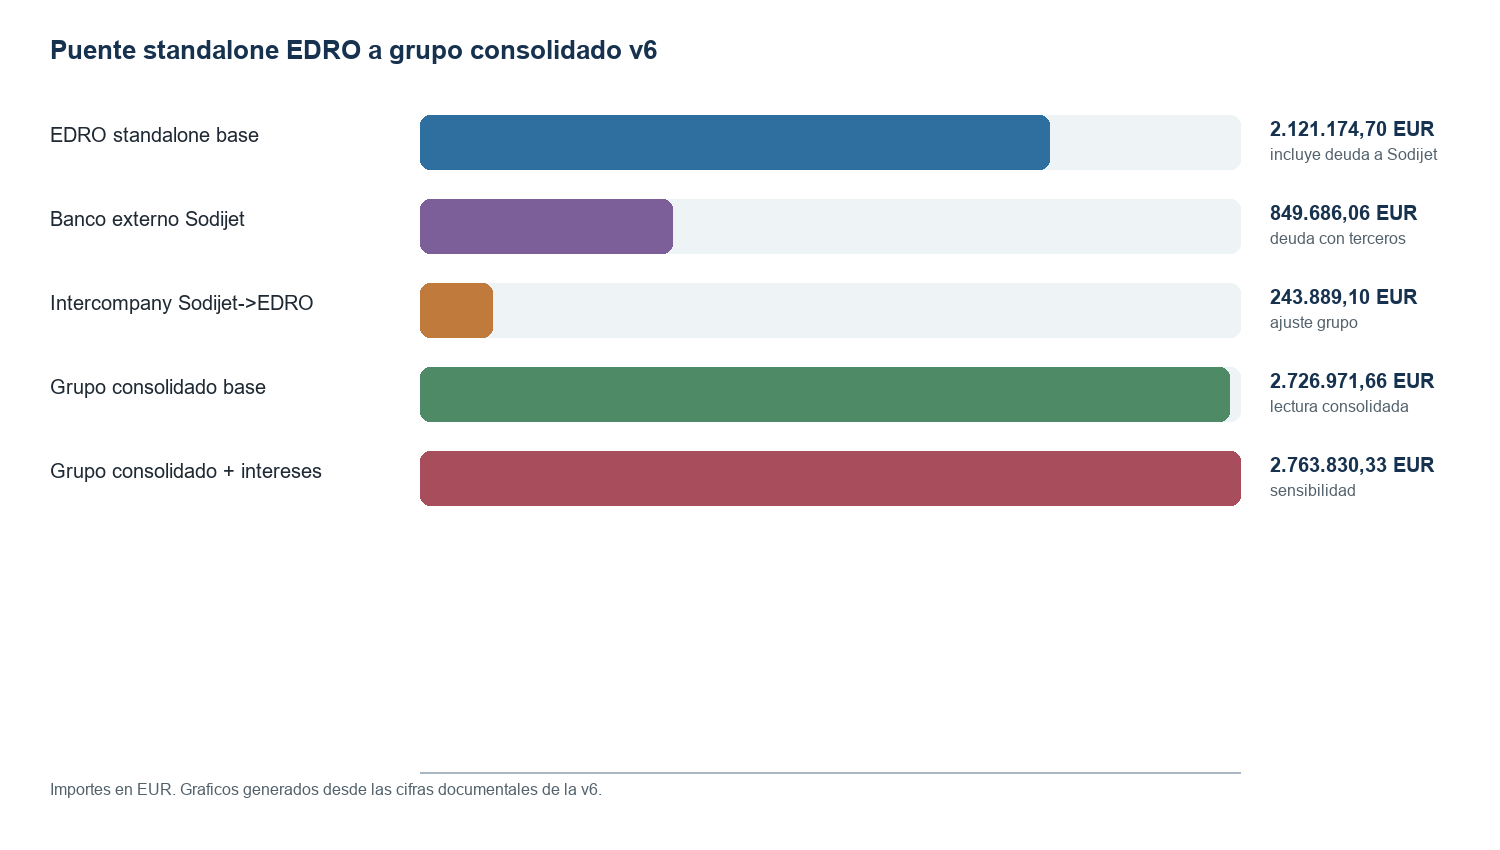 Puente standalone EDRO a grupo consolidado v6
EDRO standalone base
2.121.174,70 EUR
incluye deuda a Sodijet
Banco externo Sodijet
849.686,06 EUR
deuda con terceros
Intercompany Sodijet->EDRO
243.889,10 EUR
ajuste grupo
Grupo consolidado base
2.726.971,66 EUR
lectura consolidada
Grupo consolidado + intereses
2.763.830,33 EUR
sensibilidad
Importes en EUR. Graficos generados desde las cifras documentales de la v6.